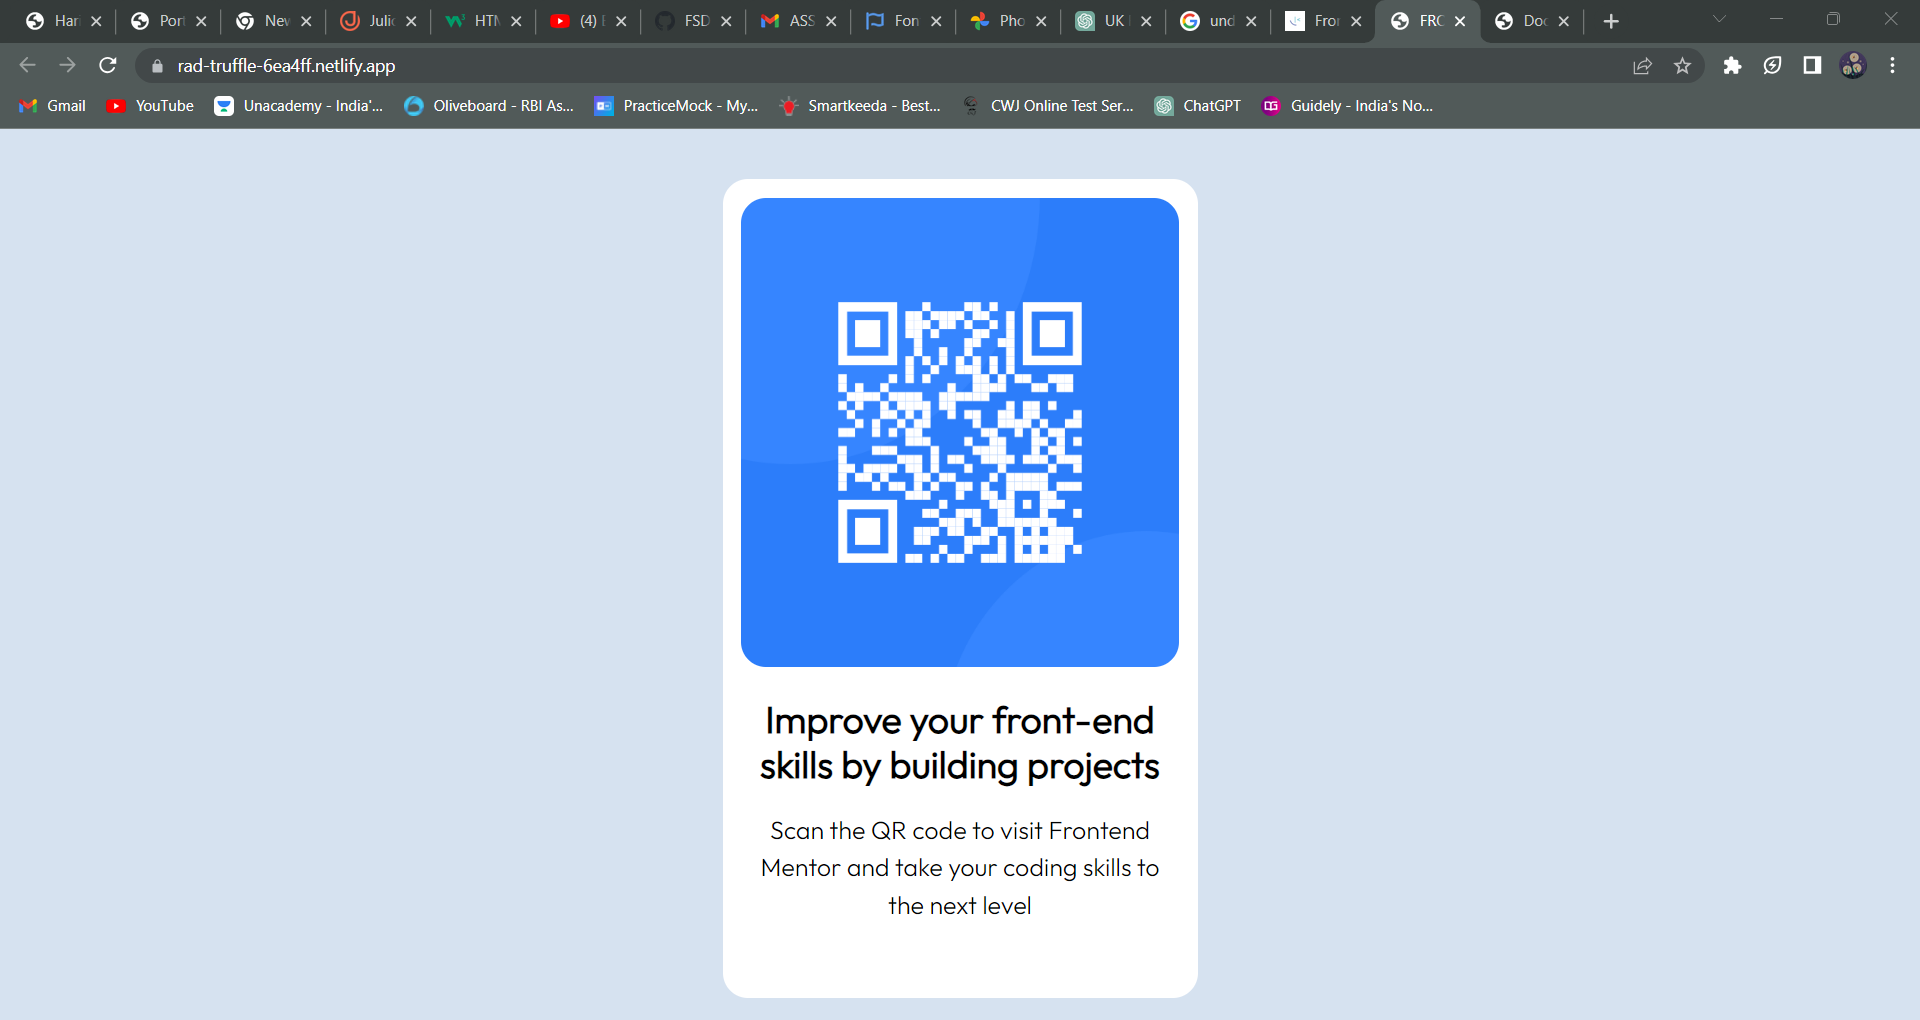 Har
Port
New
Julio
HTM
(4) E
FSD
ASS
Fon
Pho
UK
und
Fron
FRO
Doc
rad-truffle-6ea4ff.netlify.app
Gmail
YouTube
Unacademy - India'...
Oliveboard - RBI As...
PracticeMock - My...
Smartkeeda - Best...
CWJ Online Test Ser...
ChatGPT
Guidely - India's No...
Improve your front-end
skills by building projects
Scan the QR code to visit Frontend
Mentor and take your coding skills to
the next level